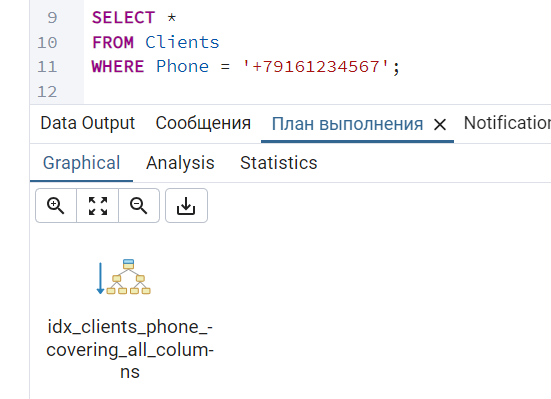 9 SELECT *
10 FROM Clients
11 WHERE Phone = '+79161234567';
12
Data Output Сообщения План выполнения Notification
Graphical Analysis Statistics
idx_clients_phone_-
covering_all_colum-
ns